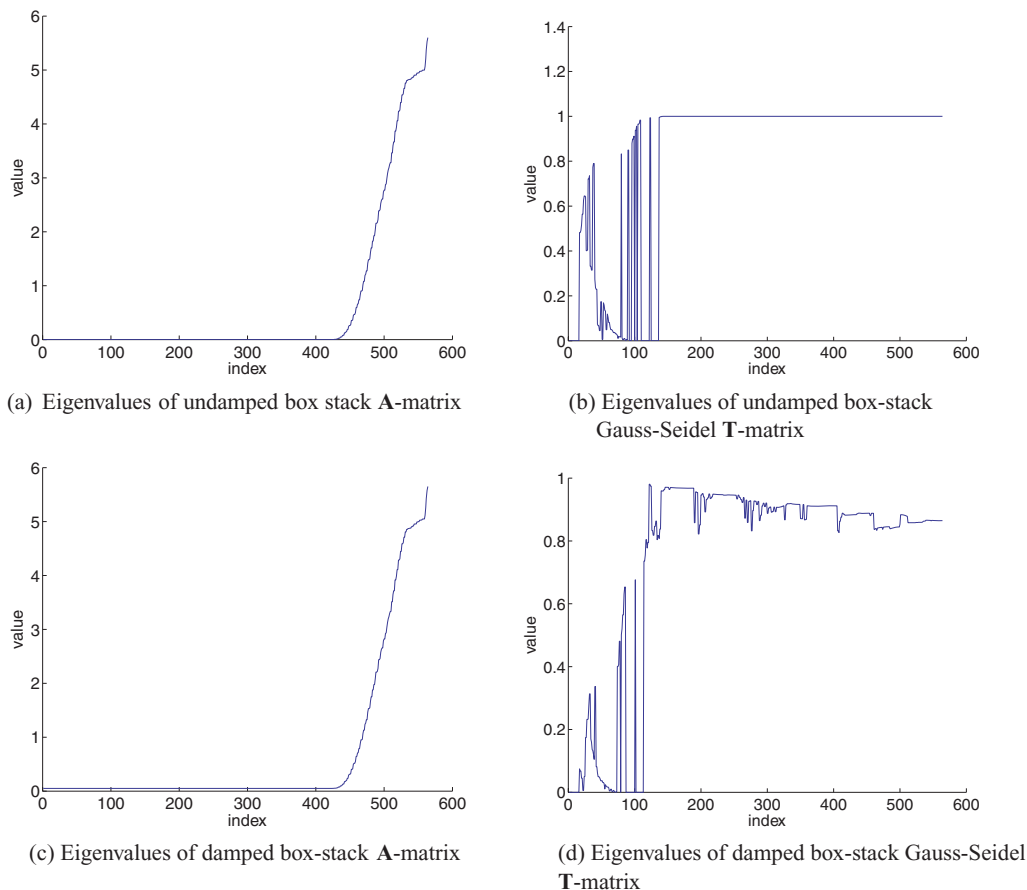 6
5
4
3
2
1
0
value
0 100 200 300 400 500 600
index
(a) Eigenvalues of undamped box stack A-matrix
1.4
1.2
1
0.8
0.6
0.4
0.2
0
value
0 100 200 300 400 500 600
index
(b) Eigenvalues of undamped box-stack
Gauss-Seidel T-matrix
6
5
4
3
2
1
0
value
0 100 200 300 400 500 600
index
(c) Eigenvalues of damped box-stack A-matrix
1
0.8
0.6
0.4
0.2
0
value
0 100 200 300 400 500 600
index
(d) Eigenvalues of damped box-stack Gauss-Seidel
T-matrix